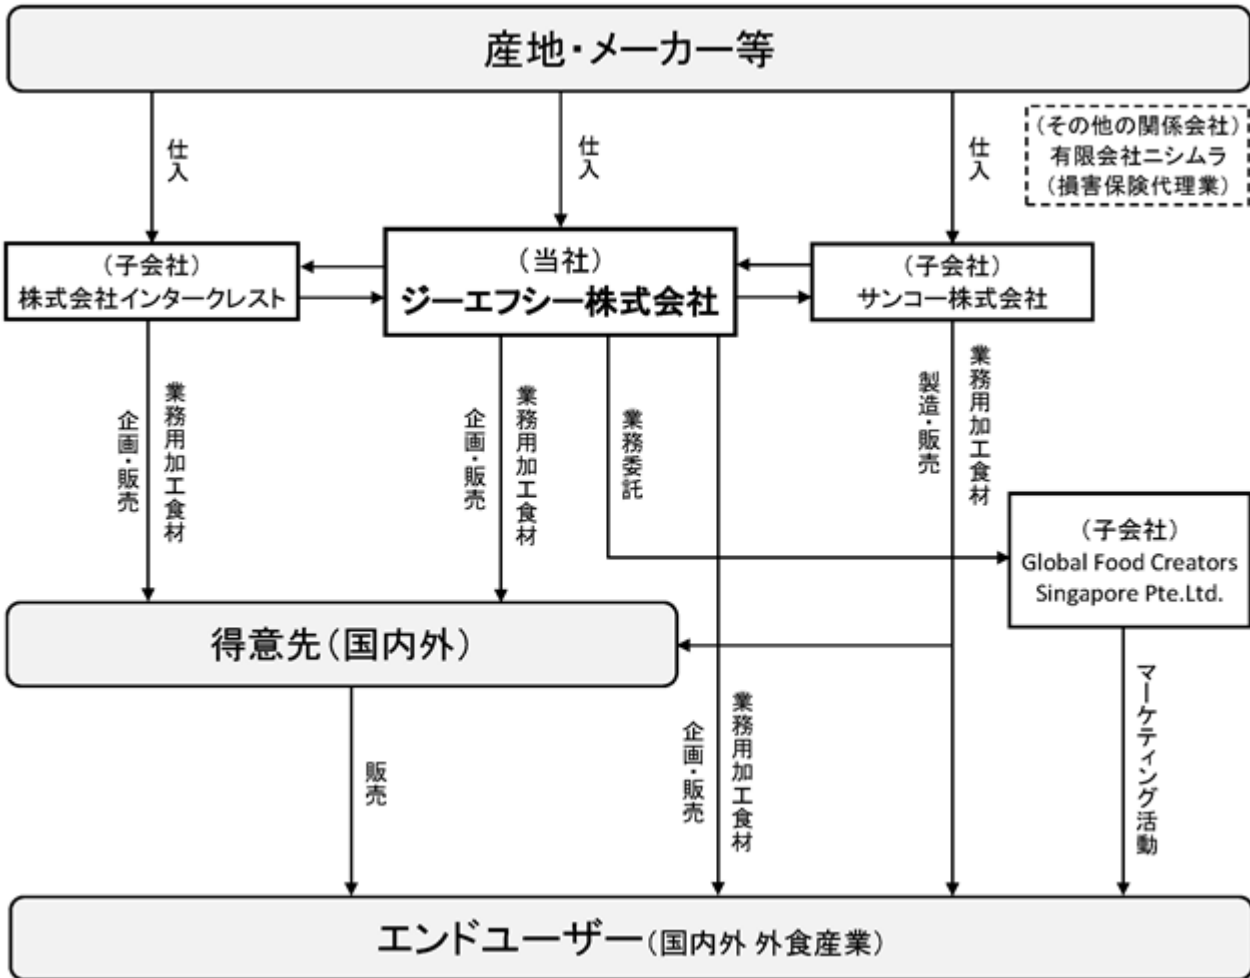 産地・メーカー等
仕入
仕入
仕入
(その他の関係会社)
有限会社ニシムラ
(損害保険代理業)
(子会社)
株式会社インタークレスト
(当社)
ジーエフシー株式会社
(子会社)
サンコー株式会社
企画・販売
業務用加工食材
企画・販売
業務用加工食材
業務委託
製造・販売
業務用加工食材
(子会社)
Global Food Creators
Singapore Pte.Ltd.
得意先(国内外)
販売
企画・販売
業務用加工食材
マーケティング活動
エンドユーザー(国内外 外食産業)